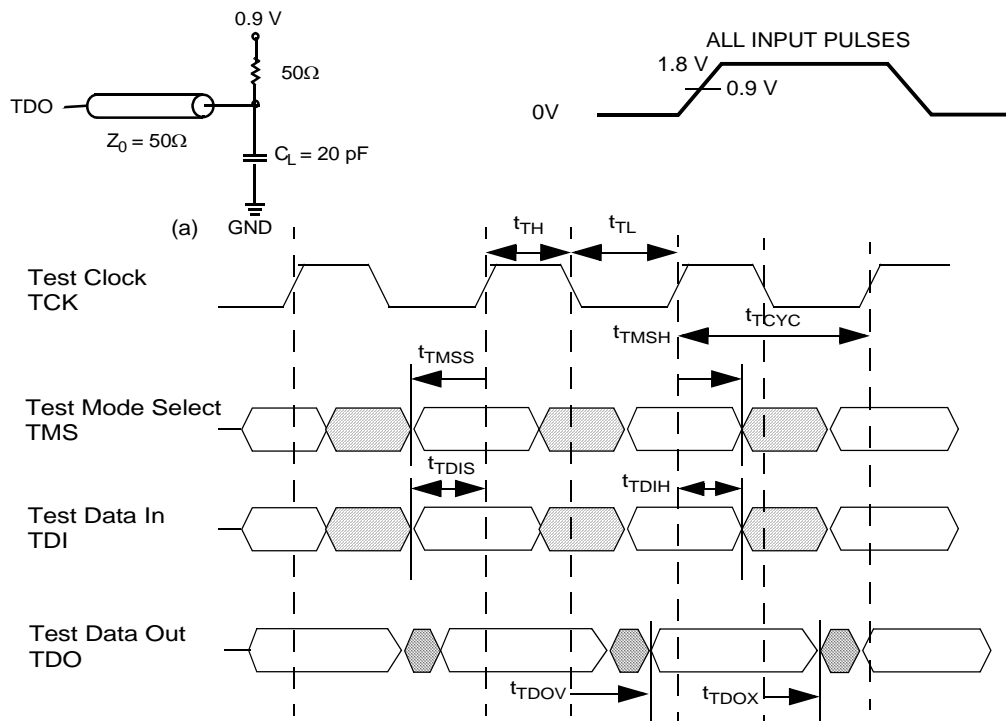 0.9 V
50Ω
TDO
Z0 = 50Ω
CL = 20 pF
GND
(a)
ALL INPUT PULSES
1.8 V
0.9 V
0V
tTH
tTL
Test Clock
TCK
tTMSH
tTCYC
tTMSS
Test Mode Select
TMS
tTDIS
tTDIH
Test Data In
TDI
Test Data Out
TDO
tTDOV
tTDOX